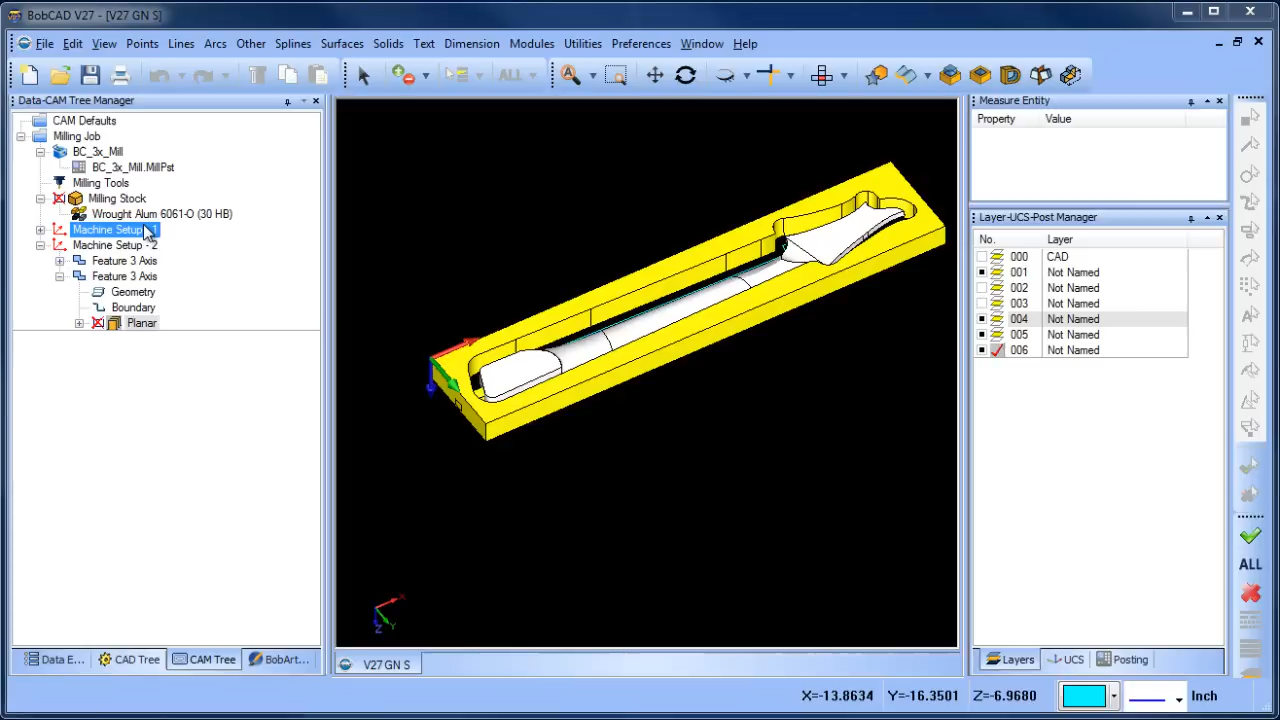 BobCAD V27 - [V27 GN S]
File Edit View Points Lines Arcs Other Splines Surfaces Solids Text Dimension Modules Utilities Preferences Window Help
ALL
Data-CAM Tree Manager
CAM Defaults
Milling Job
BC_3x_Mill
BC_3x_Mill.MillPst
Milling Tools
Milling Stock
Wrought Alum 6061-O (30 HB)
Machine Setup - 1
Machine Setup - 2
Feature 3 Axis
Feature 3 Axis
Geometry
Boundary
Planar
Data E... CAD Tree CAM Tree BobArt...
X
Z
Y
V27 GN S
Measure Entity
Property Value
Layer-UCS-Post Manager
No. Layer
000 CAD
001 Not Named
002 Not Named
003 Not Named
004 Not Named
005 Not Named
006 Not Named
Layers UCS Posting
ALL
X=-13.8634 Y=-16.3501 Z=-6.9680 Inch